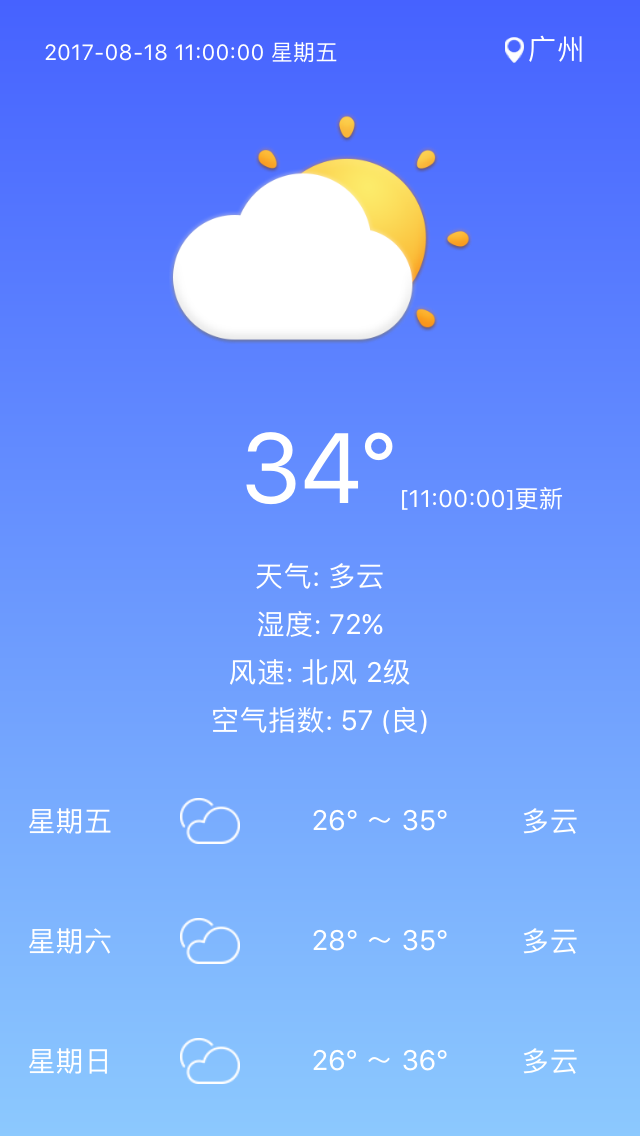 2017-08-18 11:00:00 星期五 广州
34°
[11:00:00]更新
天气: 多云
湿度: 72%
风速: 北风 2级
空气指数: 57 (良)
星期五 26° ～ 35° 多云
星期六 28° ～ 35° 多云
星期日 26° ～ 36° 多云